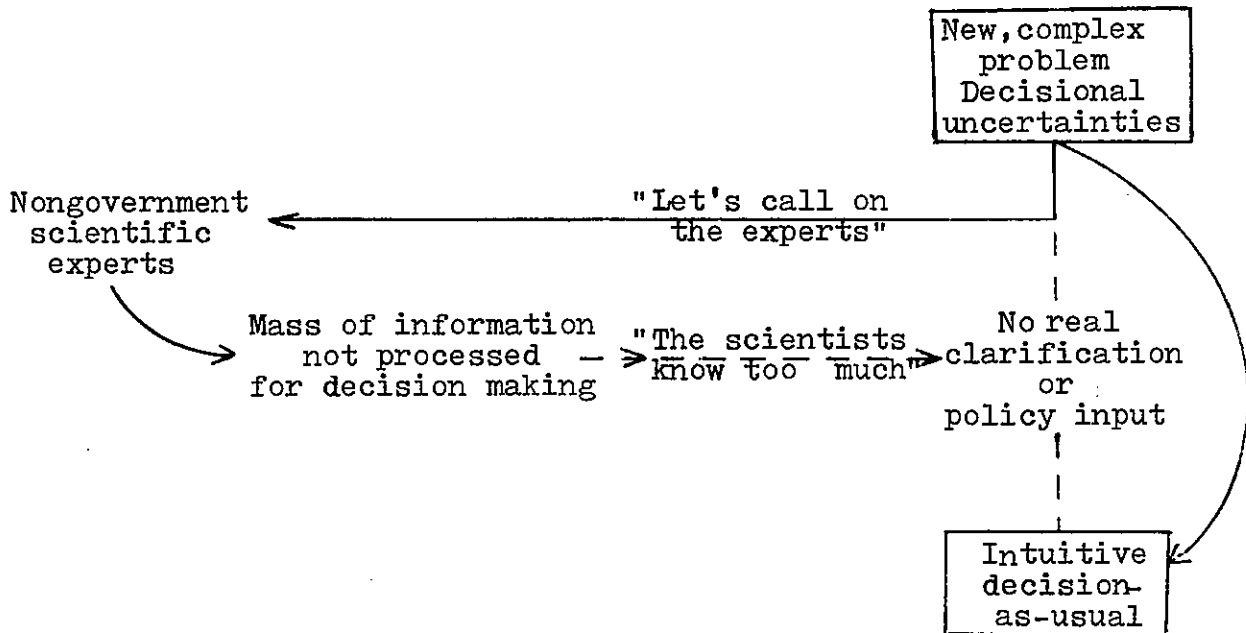 New, complex
problem
Decisional
uncertainties
"Let's call on
the experts"
Nongovernment
scientific
experts
Mass of information
not processed
for decision making
"The scientists
know too much"
No real
clarification
or
policy input
Intuitive
decision-
as-usual